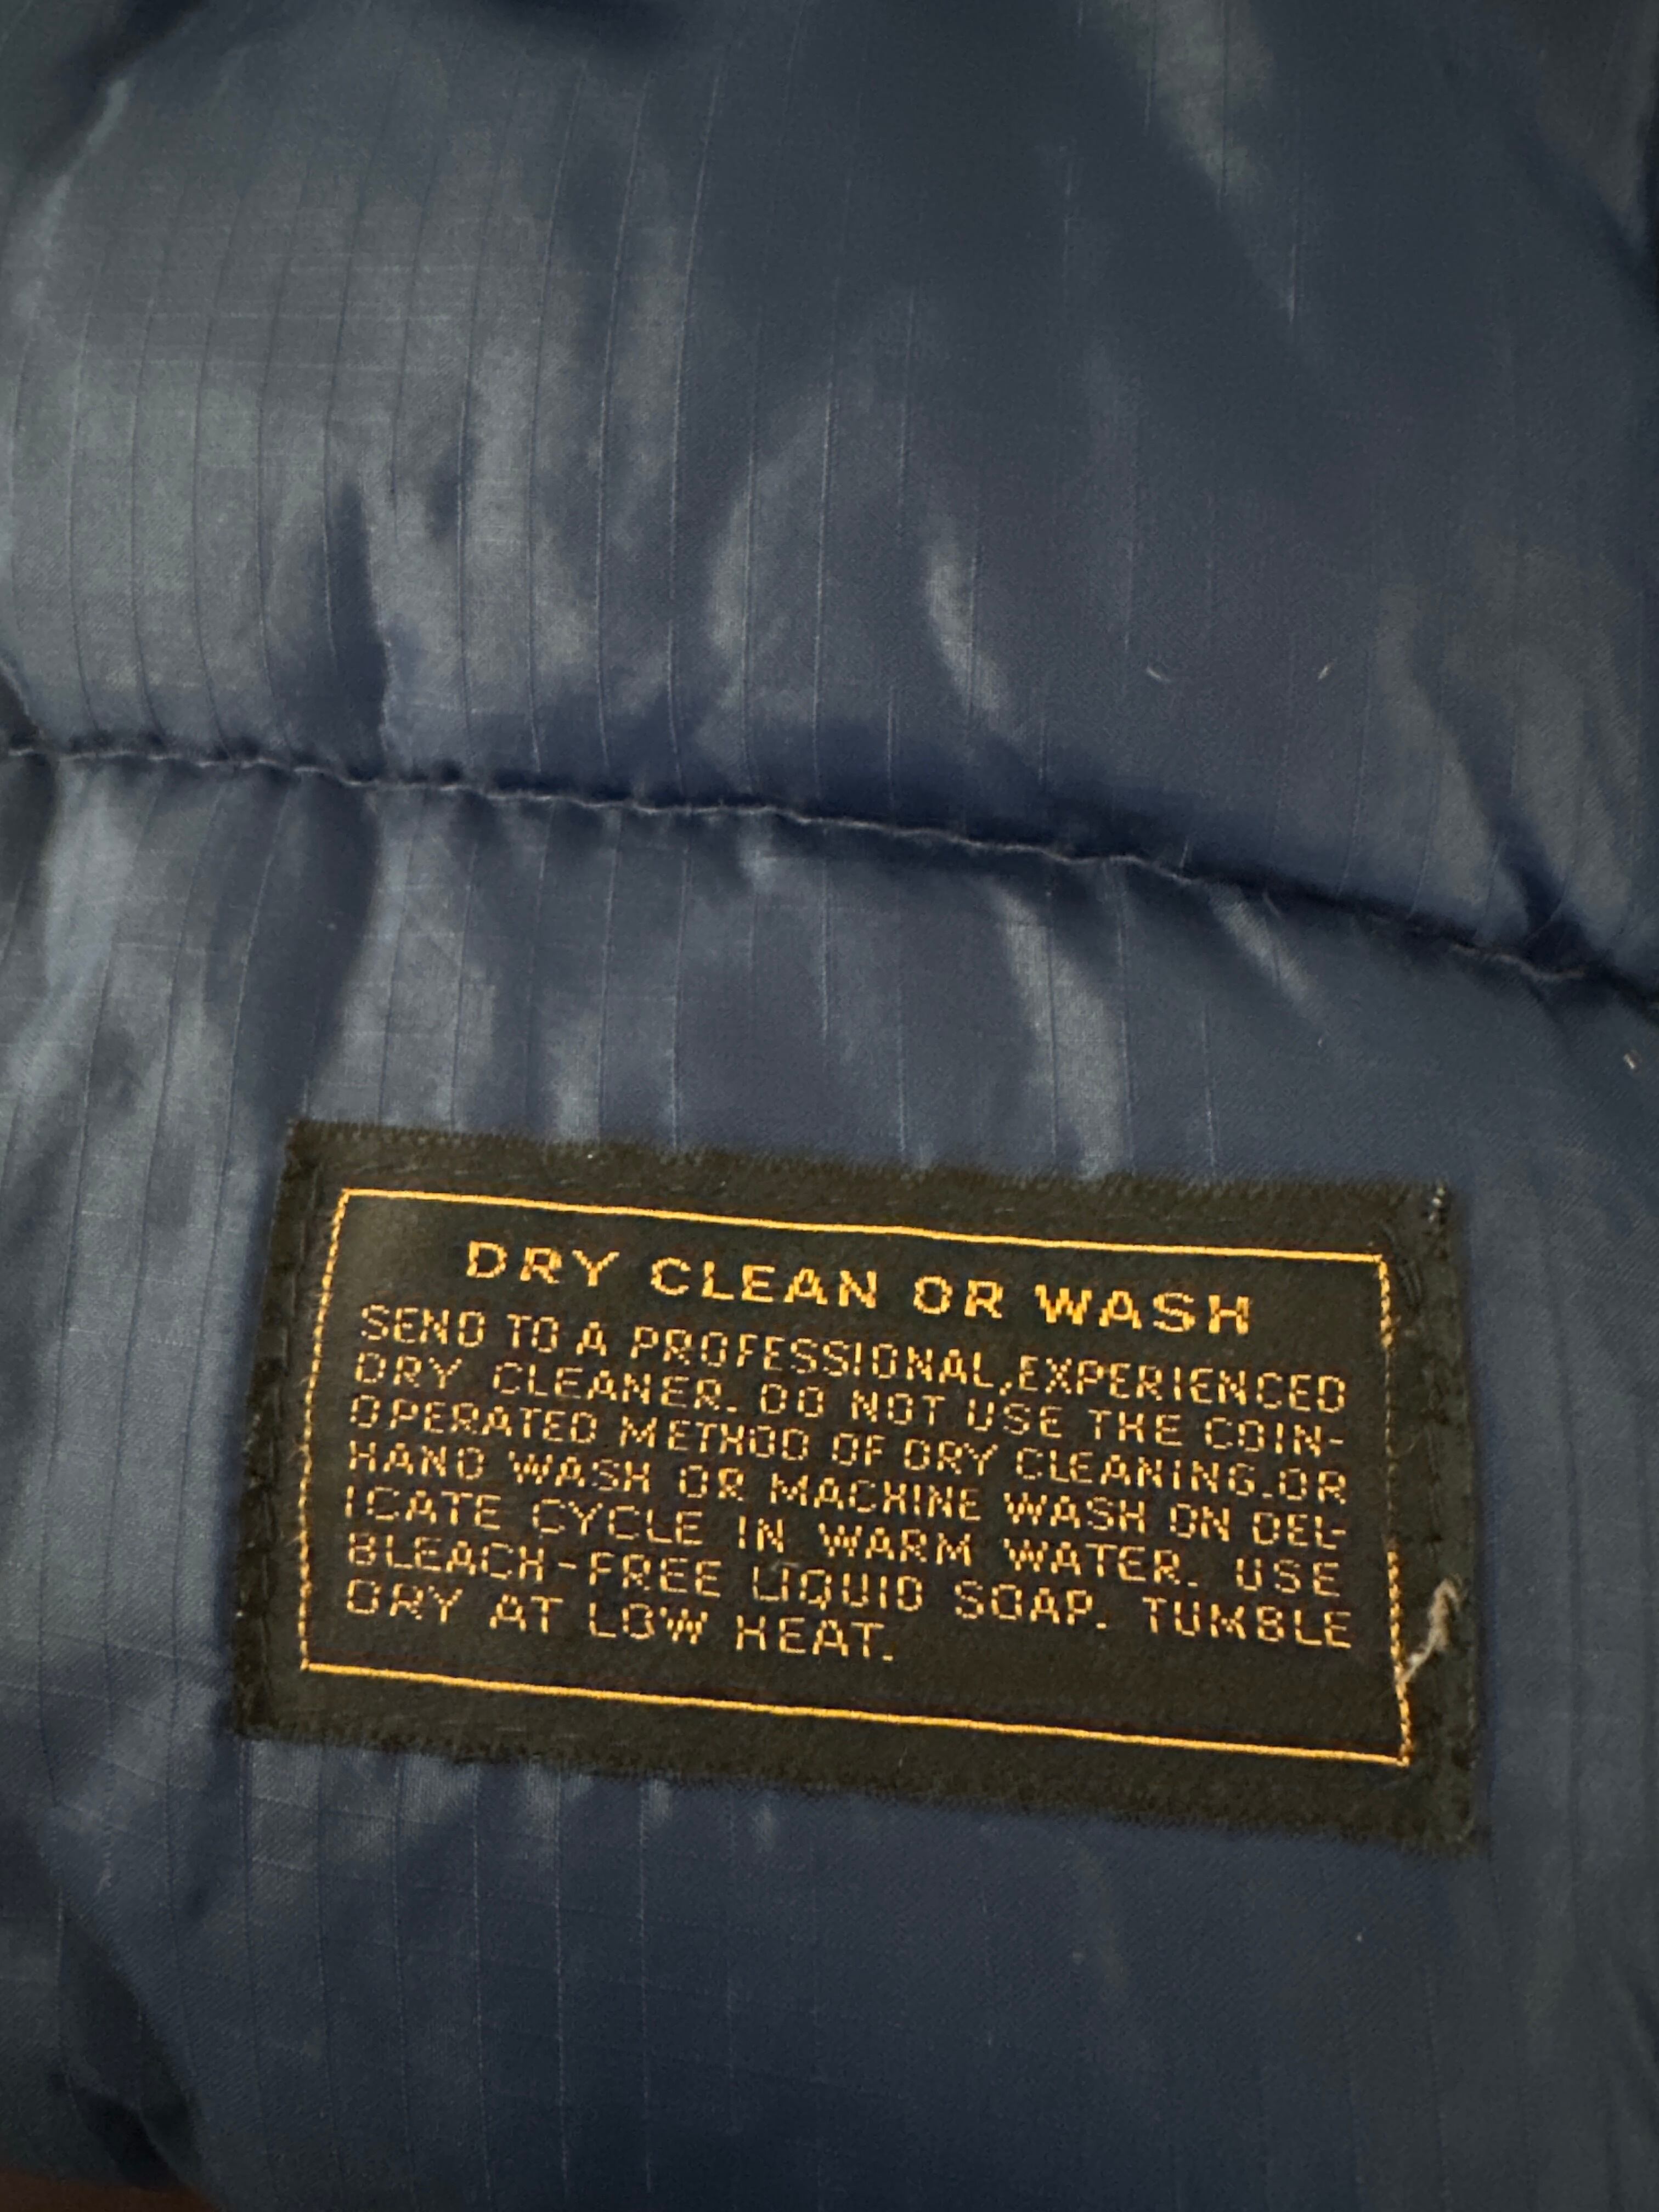 DRY CLEAN OR WASH
SEND TO A PROFESSIONAL, EXPERIENCED
DRY CLEANER. DO NOT USE THE COIN-
OPERATED METHOD OF DRY CLEANING. OR
HAND WASH OR MACHINE WASH ON DEL-
ICATE CYCLE IN WARM WATER. USE
BLEACH-FREE LIQUID SOAP. TUMBLE
DRY AT LOW HEAT.